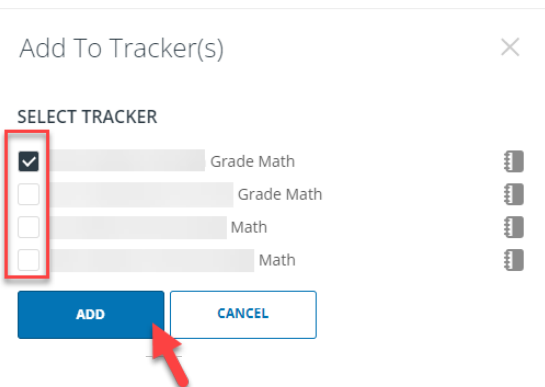 Add To Tracker(s)
SELECT TRACKER
Grade Math
Grade Math
Math
Math
ADD CANCEL